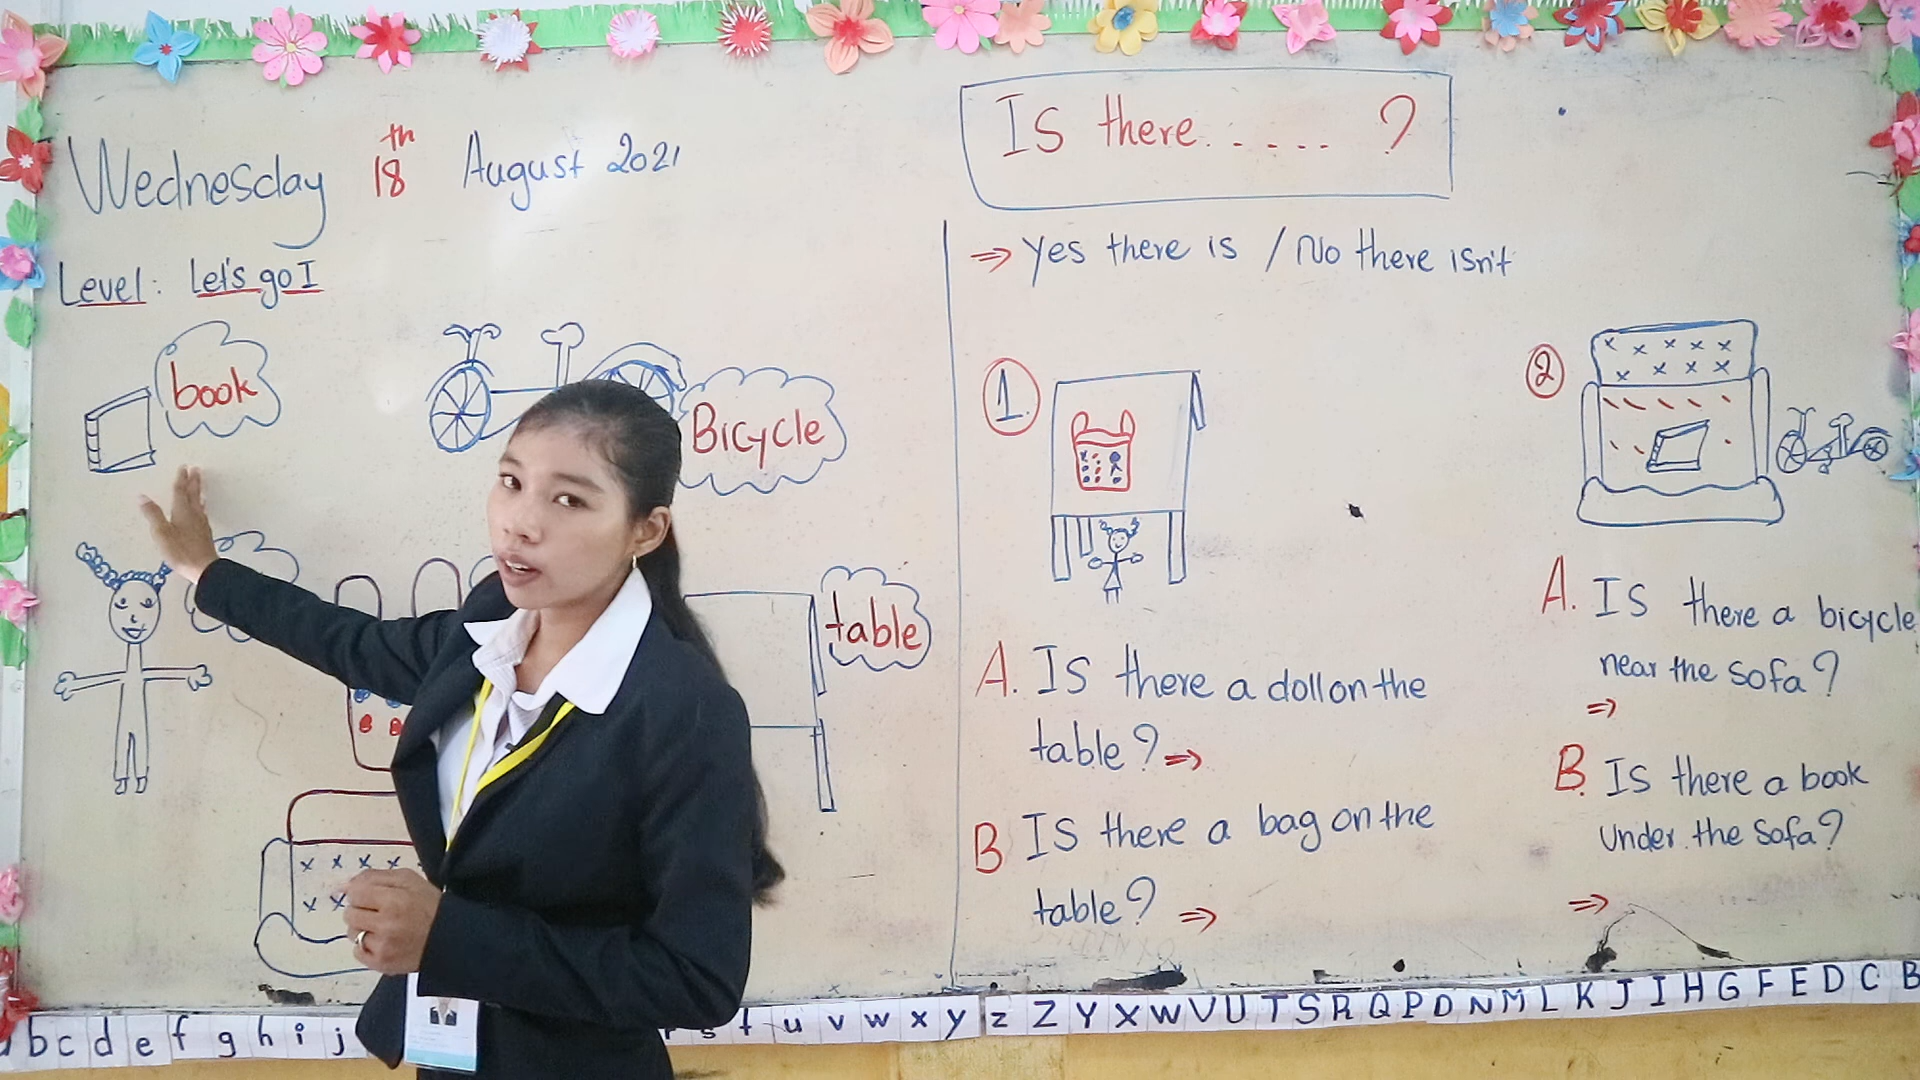 Wednesday 18th August 2021
Level: Let's go I
book
Bicycle
table
Is there. . . . . ?
⇒ yes there is / No there isn't
1.
A. Is there a doll on the
table? ⇒
B Is there a bag on the
table? ⇒
2
A. Is there a bicycle
near the sofa?
⇒
B. Is there a book
under the sofa?
⇒
b c d e f g h i j
s t u v w x y z Z Y X W V U T S R Q P O N M L K J I H G F E D C B